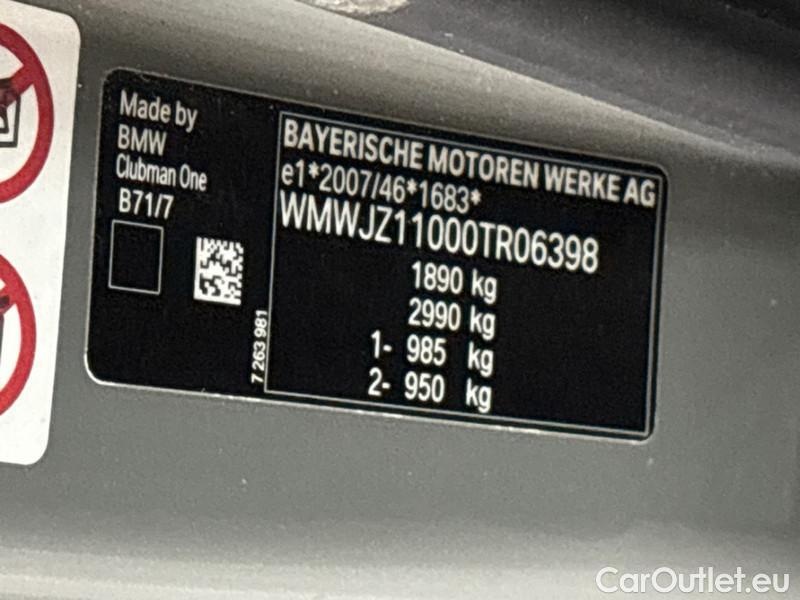 Made by
BMW
Clubman One
B71/7
7 263 981
BAYERISCHE MOTOREN WERKE AG
e1*2007/46*1683*
WMWJZ11000TR06398
1890 kg
2990 kg
1- 985 kg
2- 950 kg
CarOutlet.eu